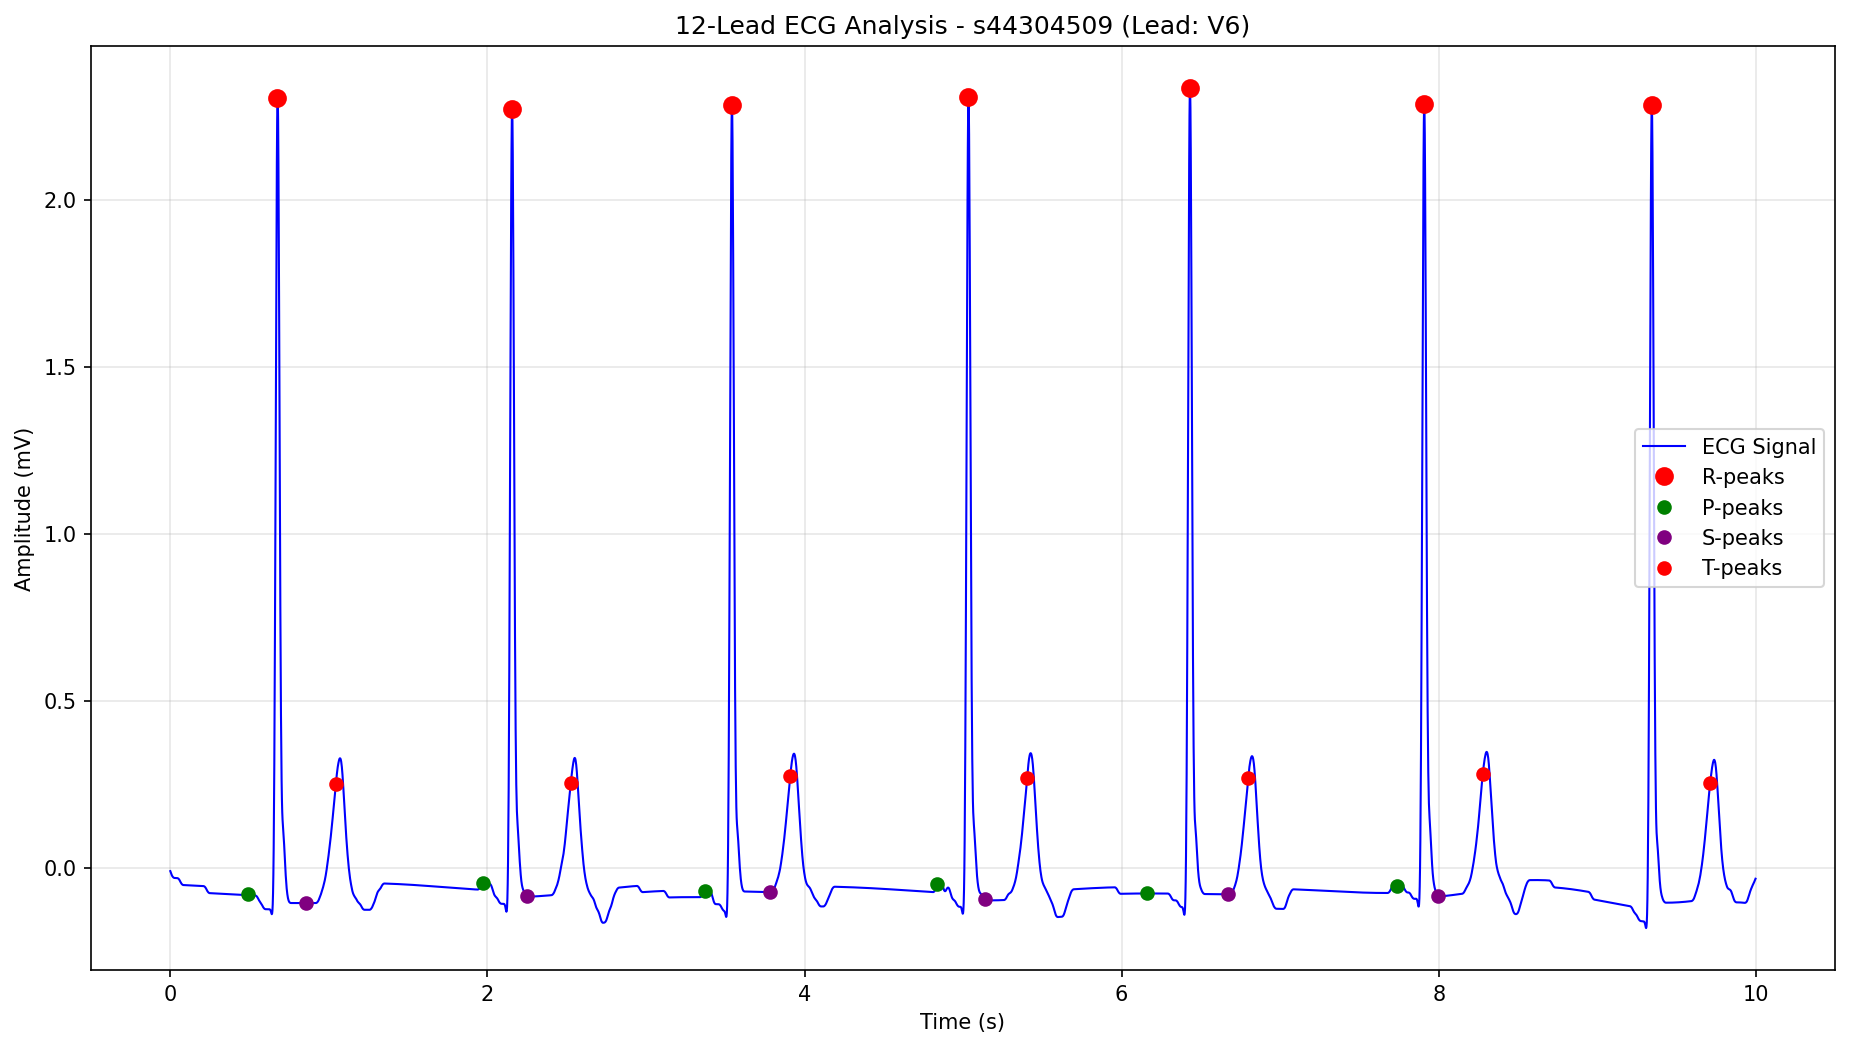 12-Lead ECG Analysis - s44304509 (Lead: V6)
Amplitude (mV)
2.0
1.5
1.0
0.5
0.0
ECG Signal
R-peaks
P-peaks
S-peaks
T-peaks
0 2 4 6 8 10
Time (s)